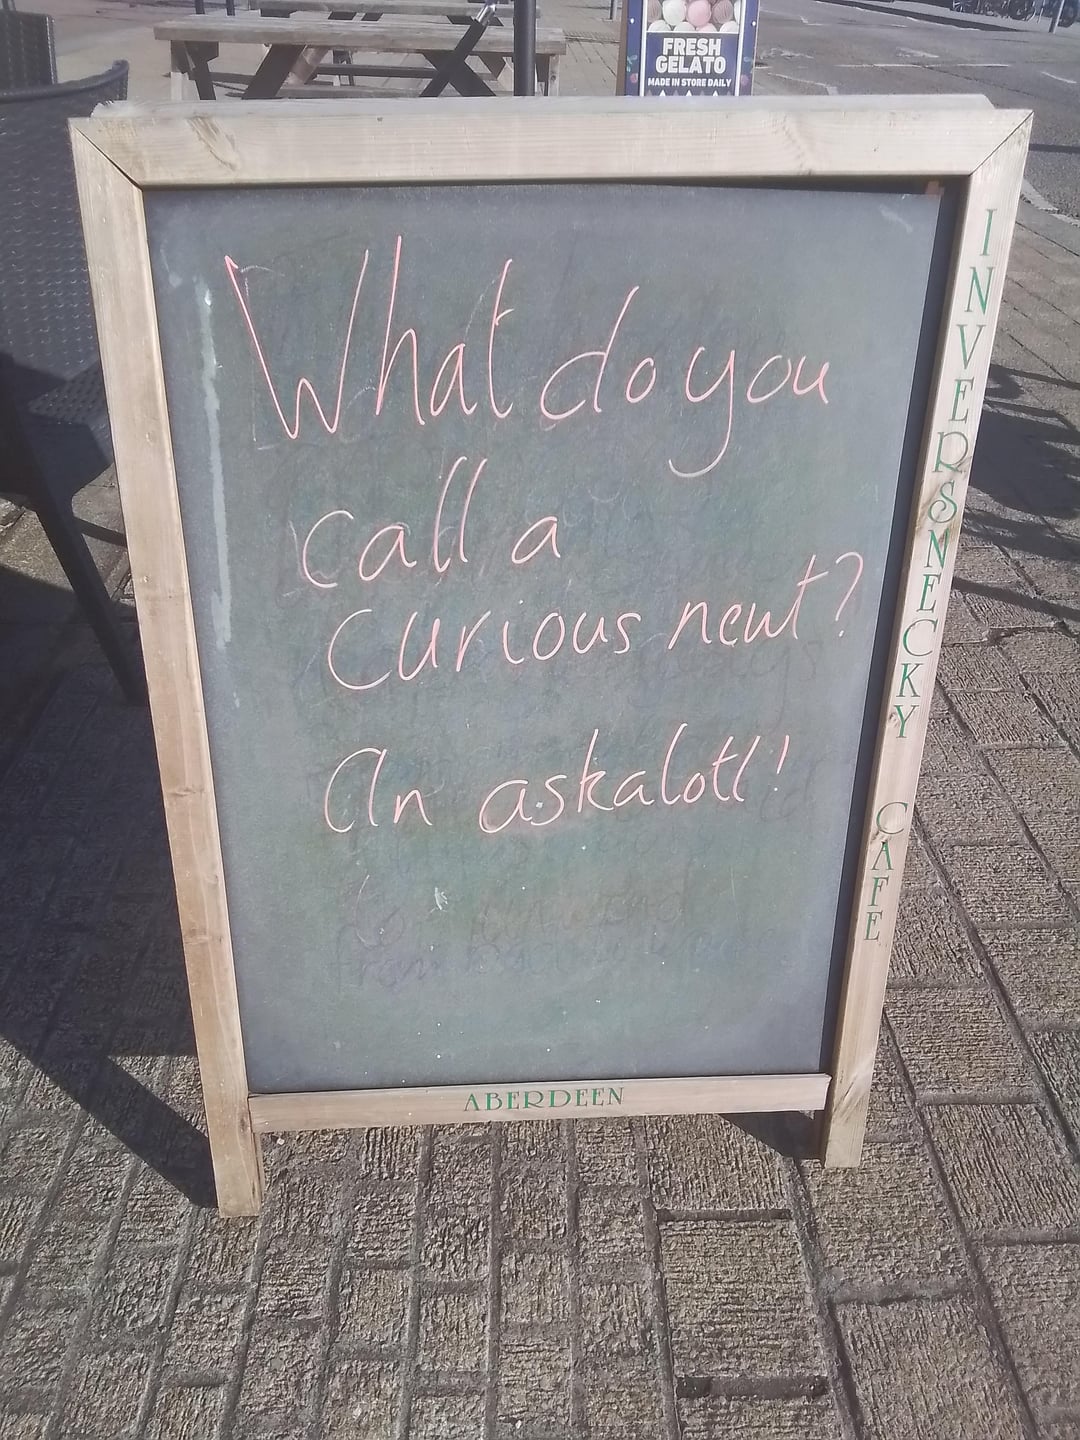 FRESH
GELATO
MADE IN STORE DAILY
What do you
call a
curious newt?
An askalotl!
INVERSNECKY CAFE
ABERDEEN